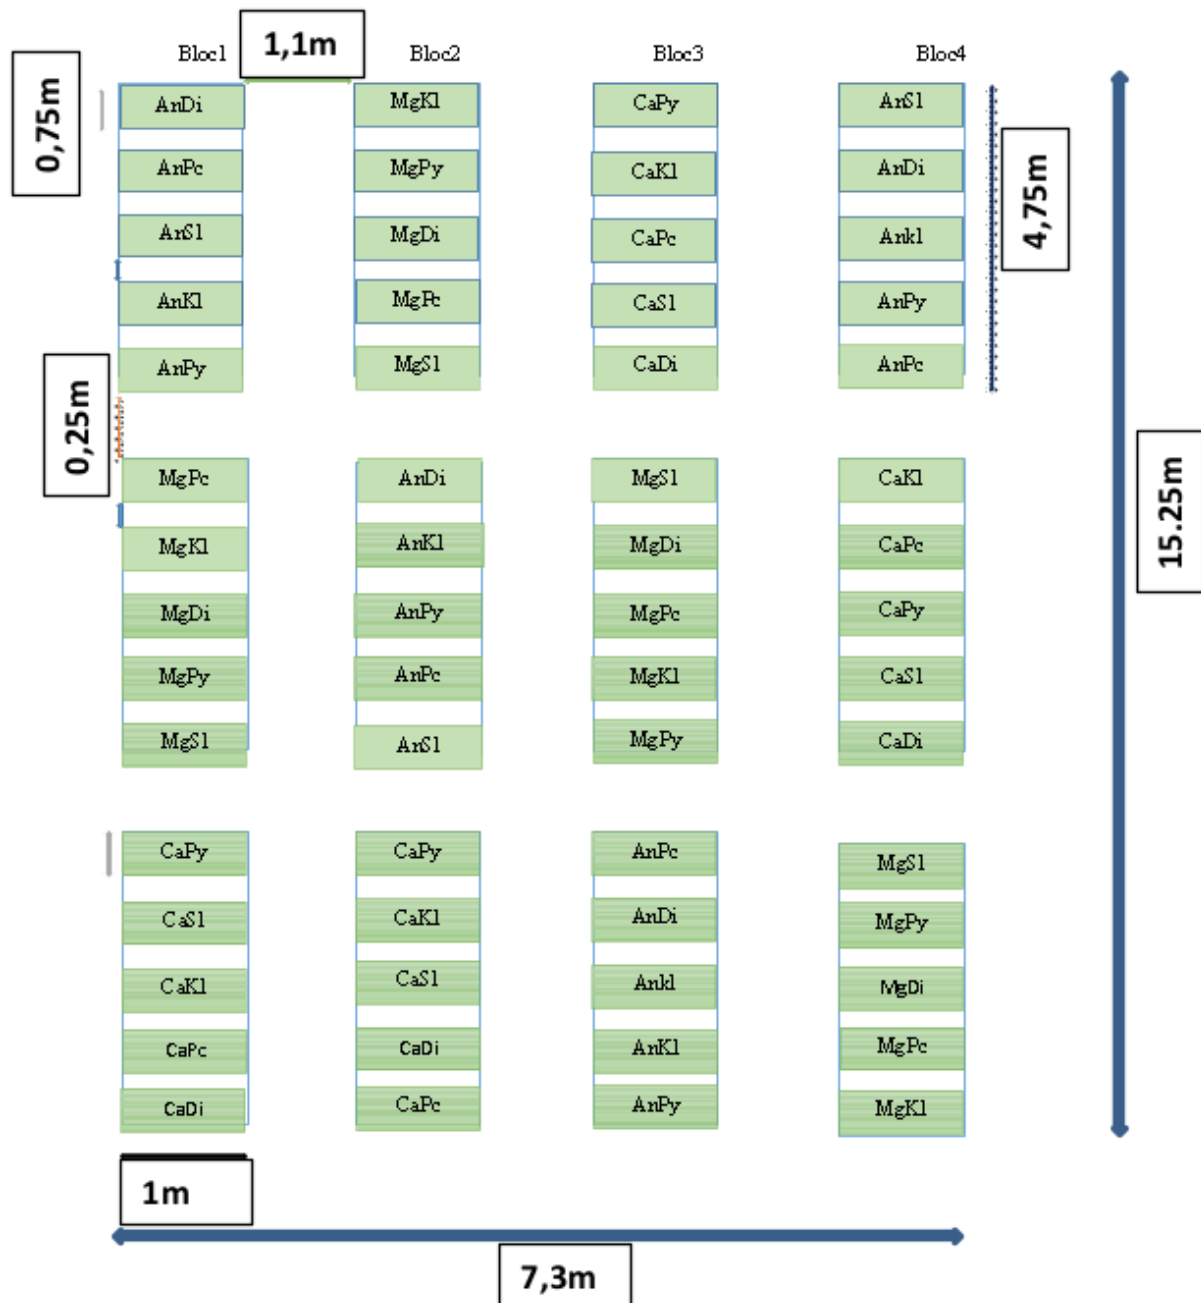 1,1m
Bloc1 Bloc2 Bloc3 Bloc4
0,75m
AnDi MgKl CaPy AnSl
AnPc MgPy CaKl AnDi
4,75m
AnSl MgDi CaPc Ankl
AnKl MgPc CaSl AnPy
AnPy MgSl CaDi AnPc
0,25m
MgPc AnDi MgSl CaKl
15.25m
MgKl AnKl MgDi CaPc
MgDi AnPy MgPc CaPy
MgPy AnPc MgKl CaSl
MgSl AnSl MgPy CaDi
CaPy CaPy AnPc MgSl
CaSl CaKl AnDi MgPy
CaKl CaSl Ankl MgDi
CaPc CaDi AnKl MgPc
CaDi CaPc AnPy MgKl
1m
7,3m